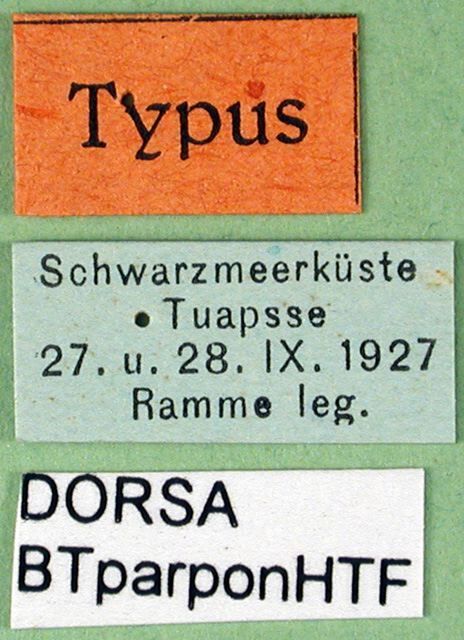 Typus
Schwarzmeerküste
Tuapsse
27. u. 28. IX. 1927
Ramme leg.
DORSA
BTparponHTF